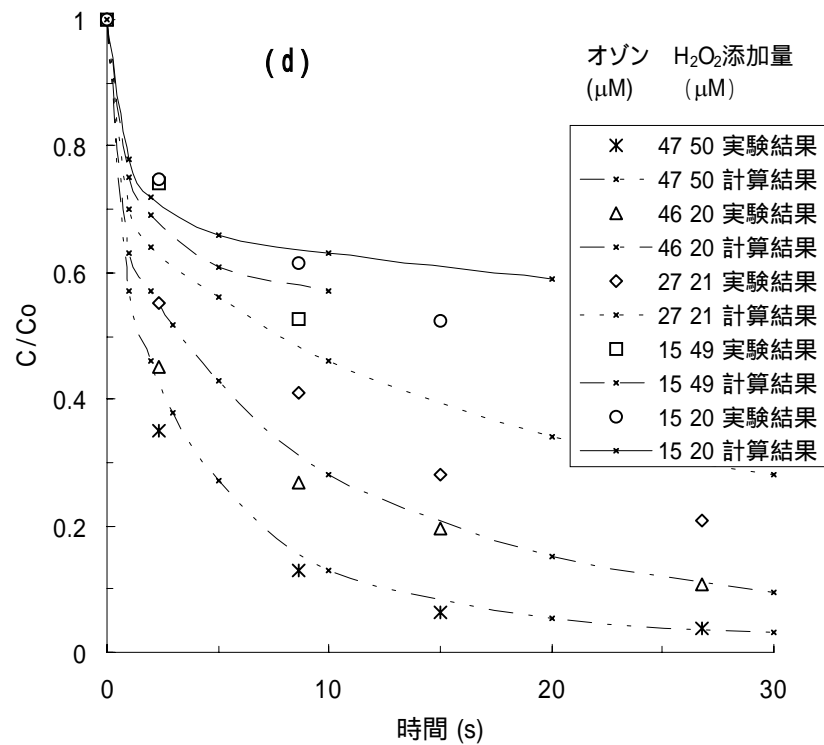 (d)
オゾン H₂O₂添加量
(μM) (μM)
47 50 実験結果
47 50 計算結果
46 20 実験結果
46 20 計算結果
27 21 実験結果
27 21 計算結果
15 49 実験結果
15 49 計算結果
15 20 実験結果
15 20 計算結果
C/Co
1
0.8
0.6
0.4
0.2
0
0 10 20 30
時間 (s)